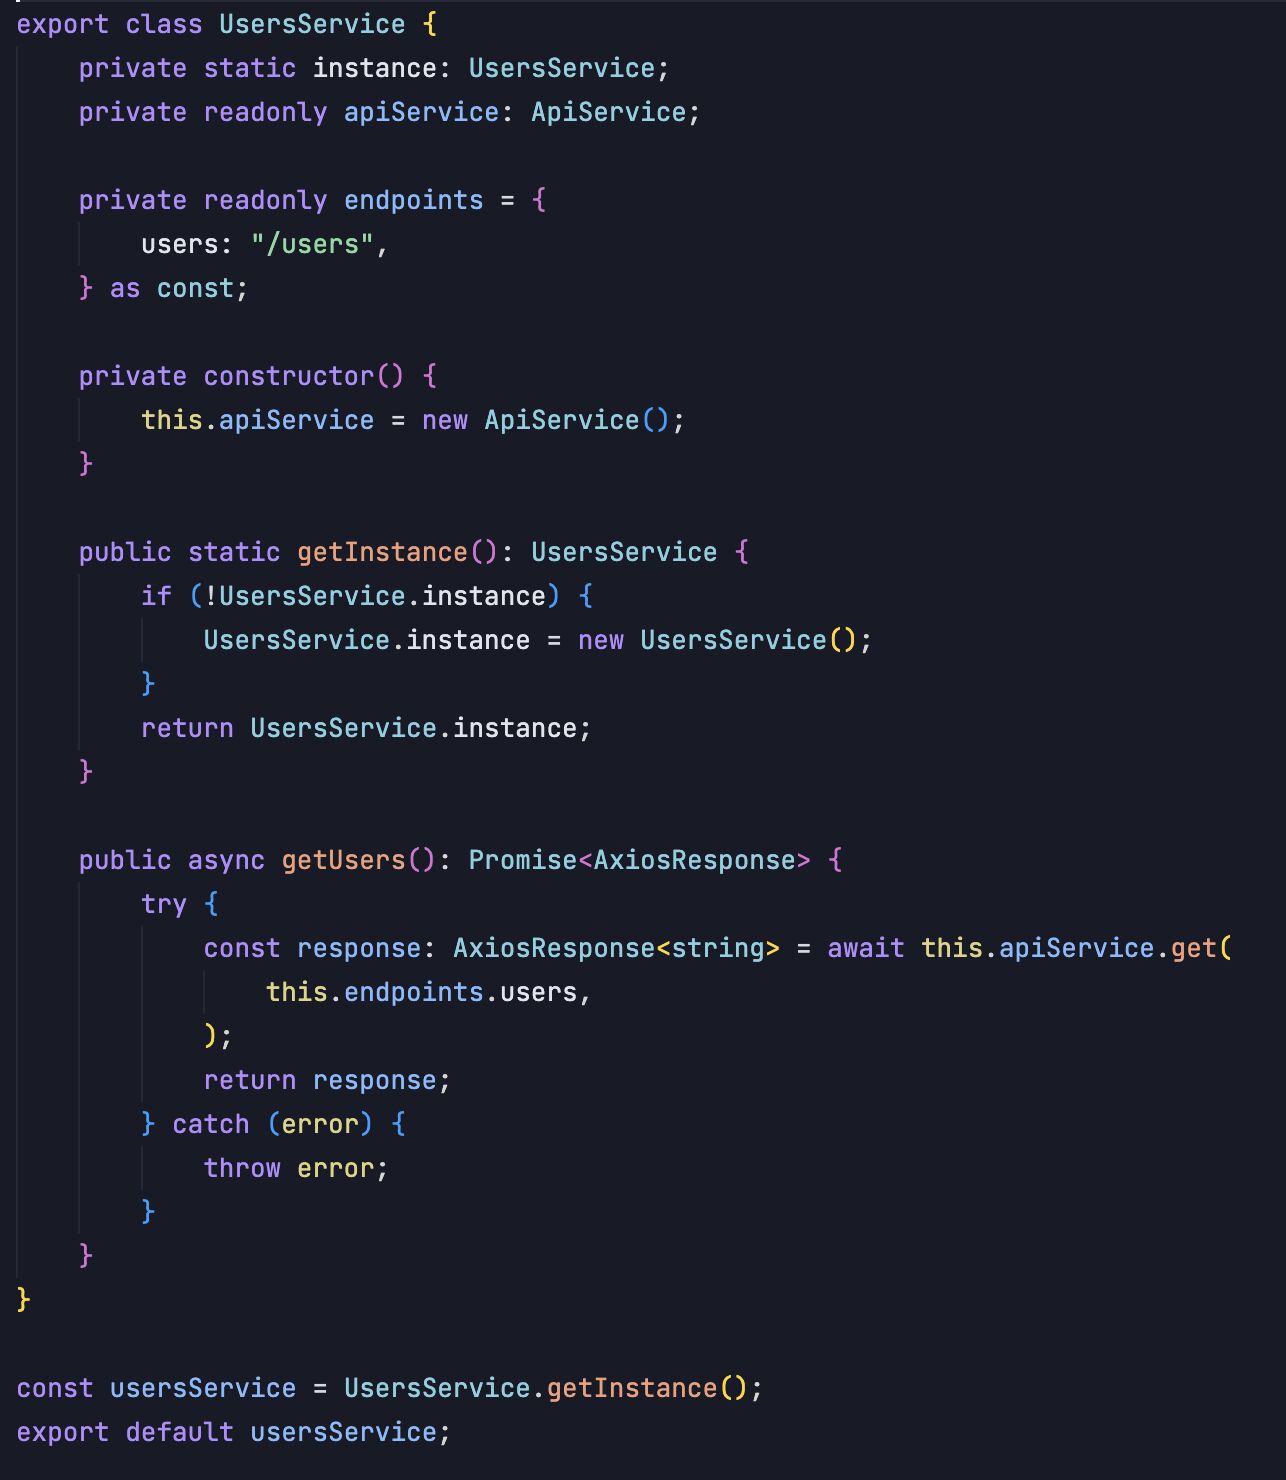 export class UsersService {
    private static instance: UsersService;
    private readonly apiService: ApiService;

    private readonly endpoints = {
        users: "/users",
    } as const;

    private constructor() {
        this.apiService = new ApiService();
    }

    public static getInstance(): UsersService {
        if (!UsersService.instance) {
            UsersService.instance = new UsersService();
        }
        return UsersService.instance;
    }

    public async getUsers(): Promise<AxiosResponse> {
        try {
            const response: AxiosResponse<string> = await this.apiService.get(
                this.endpoints.users,
            );
            return response;
        } catch (error) {
            throw error;
        }
    }
}

const usersService = UsersService.getInstance();
export default usersService;